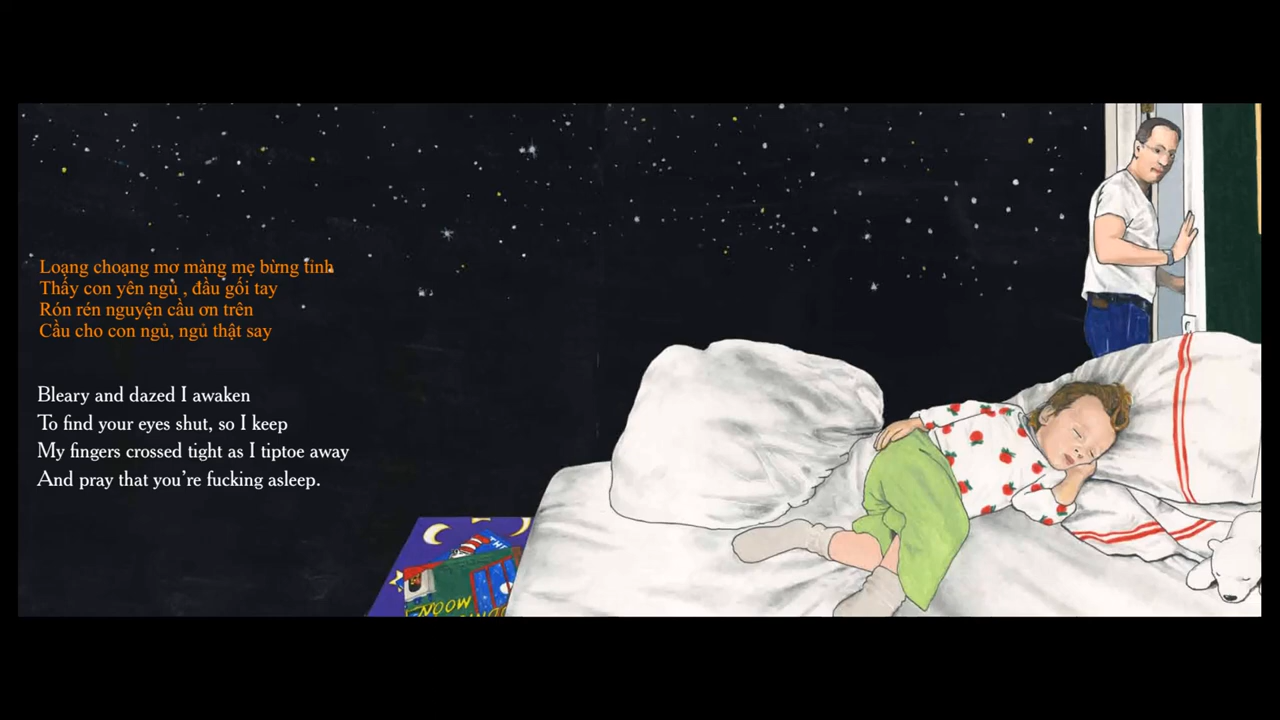 Loạng choạng mơ màng mẹ bừng tỉnh
Thấy con yên ngủ , đầu gối tay
Rón rén nguyện cầu ơn trên
Cầu cho con ngủ, ngủ thật say
Bleary and dazed I awaken
To find your eyes shut, so I keep
My fingers crossed tight as I tiptoe away
And pray that you're fucking asleep.
MOON